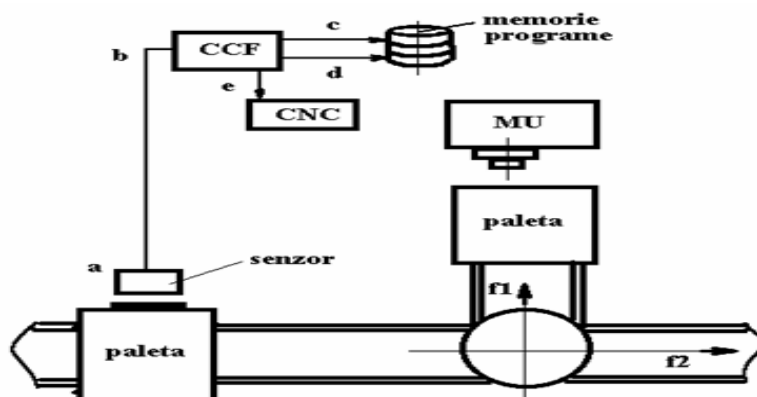 c
memorie
programe
b
CCF
d
e
CNC
MU
paleta
a
senzor
f1
paleta
f2